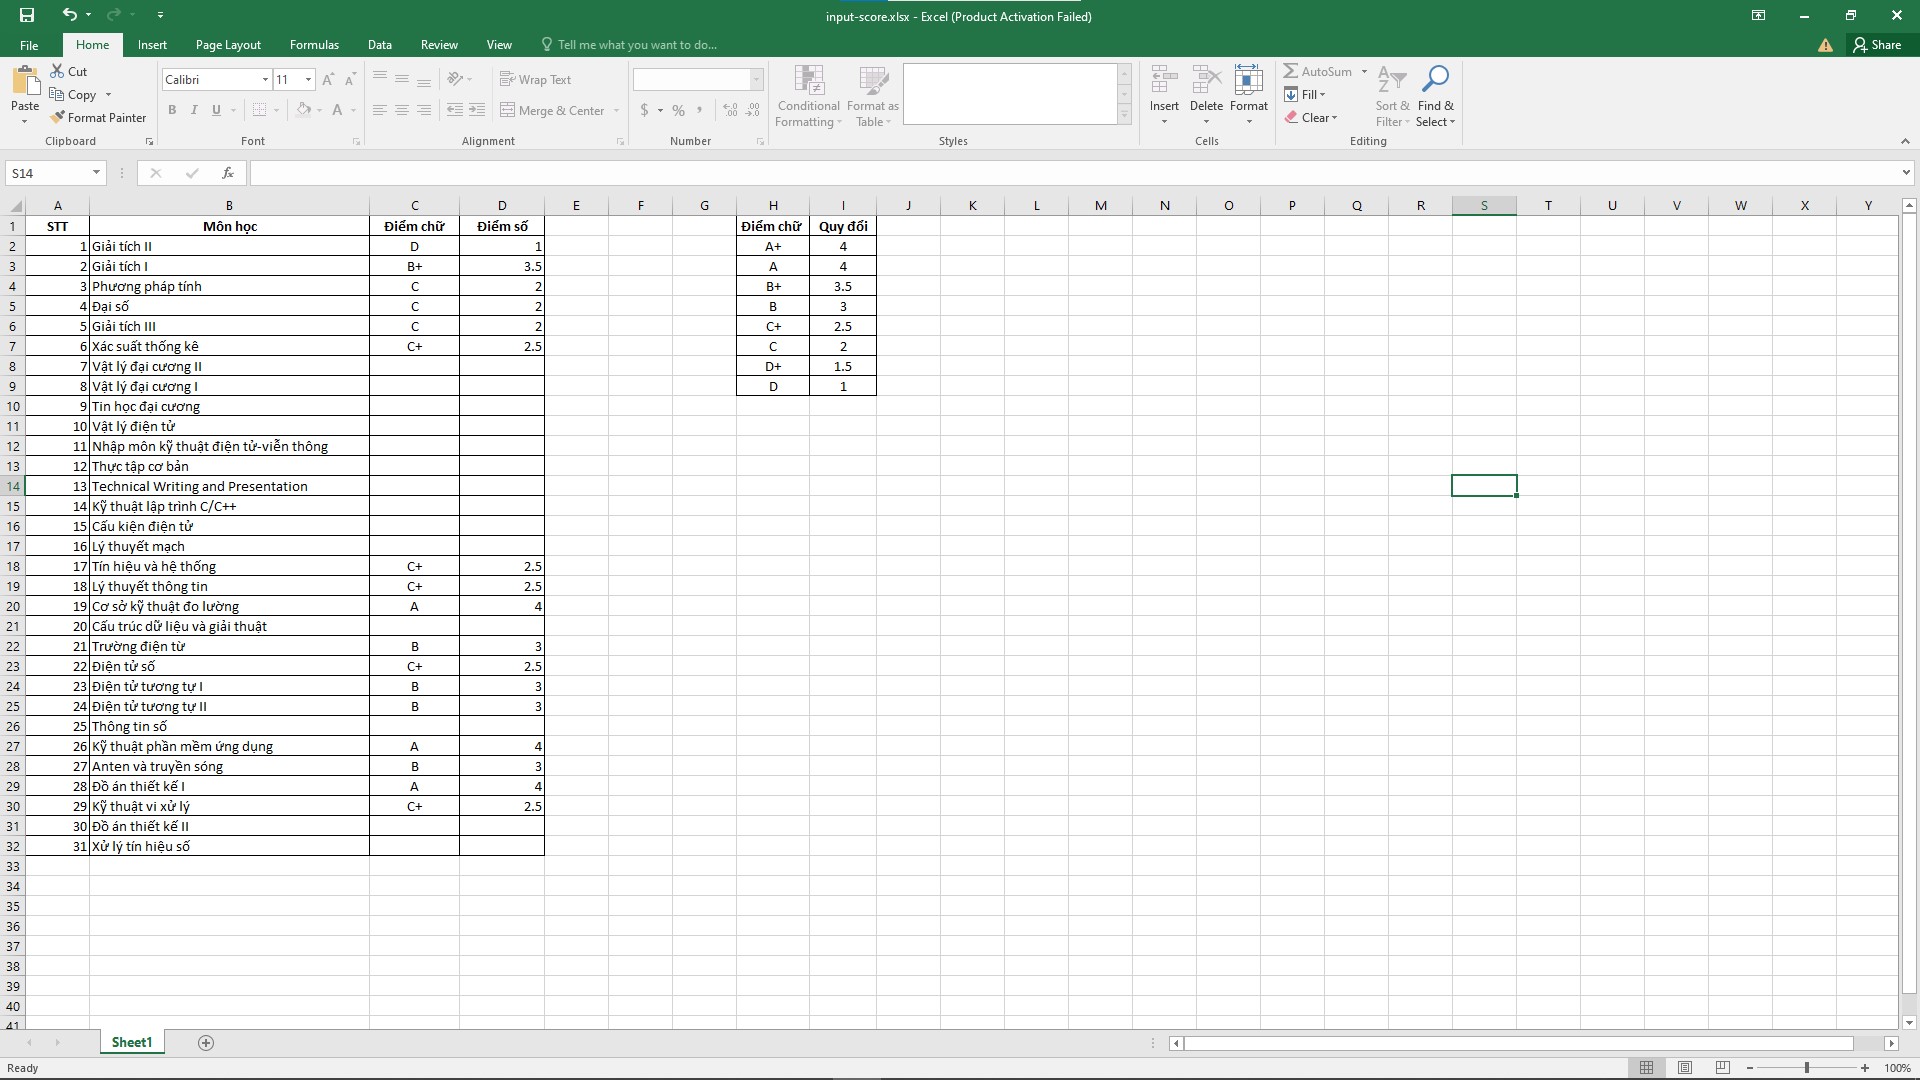 input-score.xlsx - Excel (Product Activation Failed)
File Home Insert Page Layout Formulas Data Review View Tell me what you want to do... Share
Paste Cut Copy Format Painter Clipboard
Calibri 11 B I U A Font
Wrap Text Merge & Center Alignment
$ % , Number
Conditional Formatting Format as Table Styles
Insert Delete Format Cells
AutoSum Fill Clear Sort & Filter Find & Select Editing
S14 fx
A B C D E F G H I J K L M N O P Q R S T U V W X Y
1 STT Môn học Điểm chữ Điểm số Điểm chữ Quy đổi
2 1 Giải tích II D 1 A+ 4
3 2 Giải tích I B+ 3.5 A 4
4 3 Phương pháp tính C 2 B+ 3.5
5 4 Đại số C 2 B 3
6 5 Giải tích III C 2 C+ 2.5
7 6 Xác suất thống kê C+ 2.5 C 2
8 7 Vật lý đại cương II D+ 1.5
9 8 Vật lý đại cương I D 1
10 9 Tin học đại cương
11 10 Vật lý điện tử
12 11 Nhập môn kỹ thuật điện tử-viễn thông
13 12 Thực tập cơ bản
14 13 Technical Writing and Presentation
15 14 Kỹ thuật lập trình C/C++
16 15 Cấu kiện điện tử
17 16 Lý thuyết mạch
18 17 Tín hiệu và hệ thống C+ 2.5
19 18 Lý thuyết thông tin C+ 2.5
20 19 Cơ sở kỹ thuật đo lường A 4
21 20 Cấu trúc dữ liệu và giải thuật
22 21 Trường điện từ B 3
23 22 Điện tử số C+ 2.5
24 23 Điện tử tương tự I B 3
25 24 Điện tử tương tự II B 3
26 25 Thông tin số
27 26 Kỹ thuật phần mềm ứng dụng A 4
28 27 Anten và truyền sóng B 3
29 28 Đồ án thiết kế I A 4
30 29 Kỹ thuật vi xử lý C+ 2.5
31 30 Đồ án thiết kế II
32 31 Xử lý tín hiệu số
33
34
35
36
37
38
39
40
41
Sheet1
Ready 100%